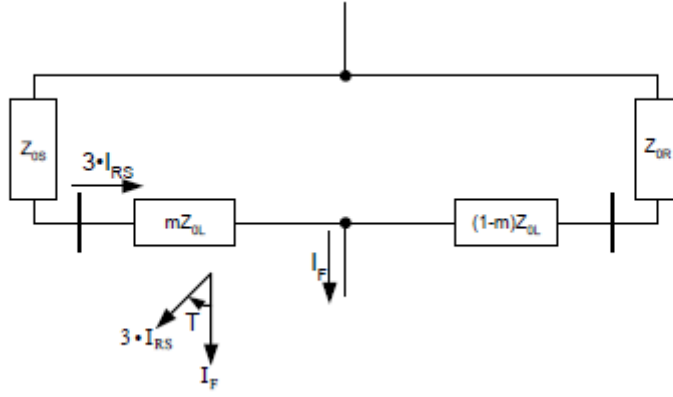 Z0S
Z0R
3•IRS
mZ0L
(1-m)Z0L
IF
T
3•IRS
IF